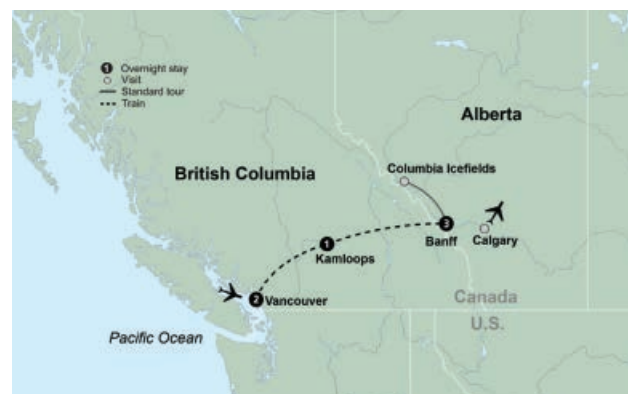 1 Overnight stay
Visit
Standard tour
Train
Alberta
Columbia Icefields
British Columbia
3
Banff
Calgary
1
Kamloops
2 Vancouver
Canada
U.S.
Pacific Ocean